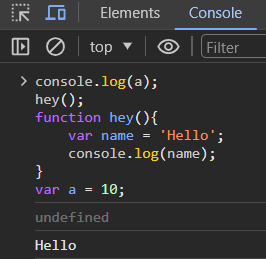 Elements Console
top Filter
console.log(a);
hey();
function hey(){
    var name = 'Hello';
    console.log(name);
}
var a = 10;
undefined
Hello